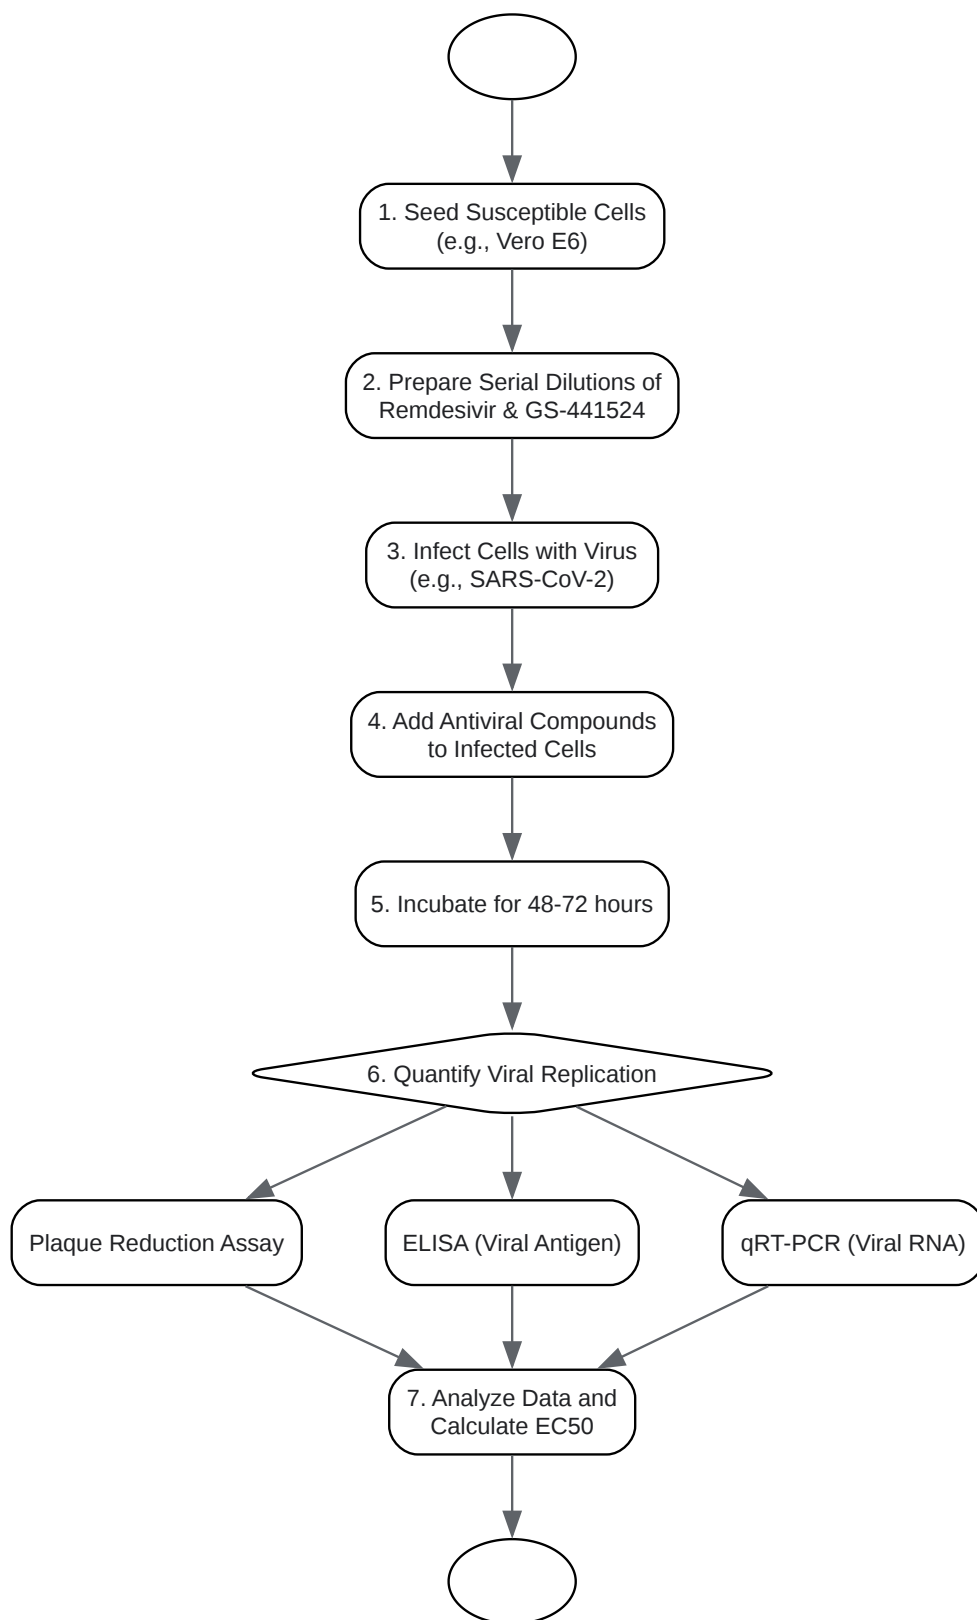 1. Seed Susceptible Cells
(e.g., Vero E6)
2. Prepare Serial Dilutions of
Remdesivir & GS-441524
3. Infect Cells with Virus
(e.g., SARS-CoV-2)
4. Add Antiviral Compounds
to Infected Cells
5. Incubate for 48-72 hours
6. Quantify Viral Replication
Plaque Reduction Assay
ELISA (Viral Antigen)
qRT-PCR (Viral RNA)
7. Analyze Data and
Calculate EC50